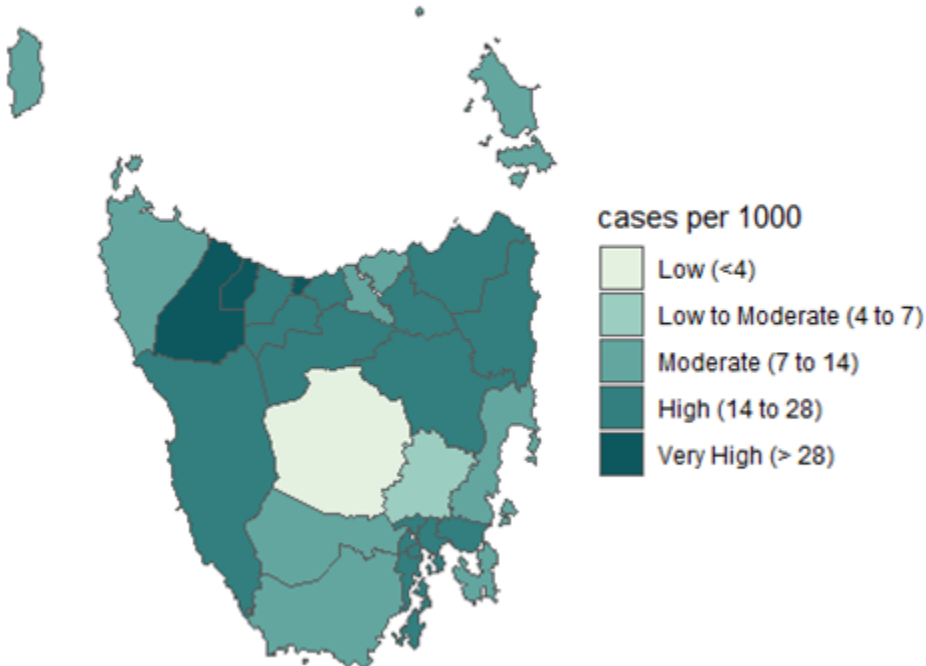 cases per 1000
Low (<4)
Low to Moderate (4 to 7)
Moderate (7 to 14)
High (14 to 28)
Very High (> 28)